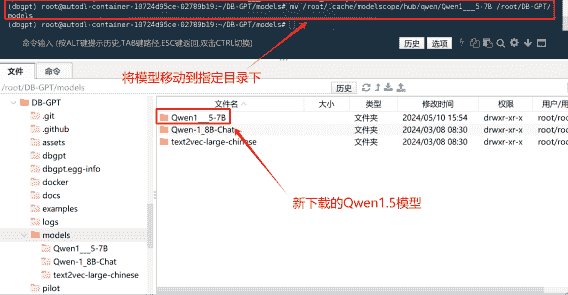 (dbgpt) root@autodl-container-10724d95ce-02789b19:~/DB-GPT/models# mv /root/.cache/modelscope/hub/qwen/Qwen1___5-7B /root/DB-GPT/
models
(dbgpt) root@autodl-container-10724d95ce-02789b19:~/DB-GPT/models#
命令输入 (按ALT键提示历史,TAB键路径,ESC键返回,双击CTRL切换)
历史 选项
将模型移动到指定目录下
文件 命令
/root/DB-GPT/models
历史
DB-GPT
.git
.github
assets
dbgpt
dbgpt.egg-info
docker
docs
examples
logs
models
Qwen1___5-7B
Qwen-1_8B-Chat
text2vec-large-chinese
pilot
文件名 大小 类型 修改时间 权限 用户/用
Qwen1___5-7B 文件夹 2024/05/10 15:54 drwxr-xr-x root/roo
Qwen-1_8B-Chat 文件夹 2024/03/08 08:30 drwxr-xr-x root/roo
text2vec-large-chinese 文件夹 2024/03/08 08:30 drwxr-xr-x root/roo
新下载的Qwen1.5模型